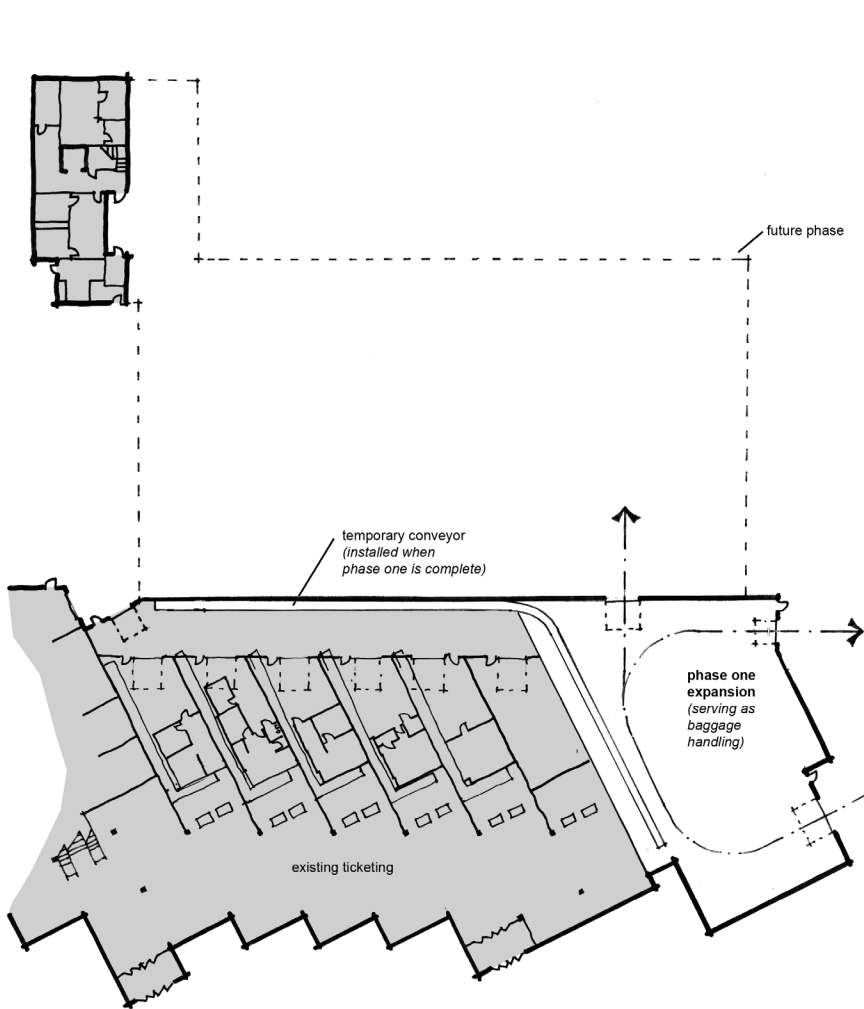 future phase
temporary conveyor
(installed when
phase one is complete)
phase one
expansion
(serving as
baggage
handling)
existing ticketing